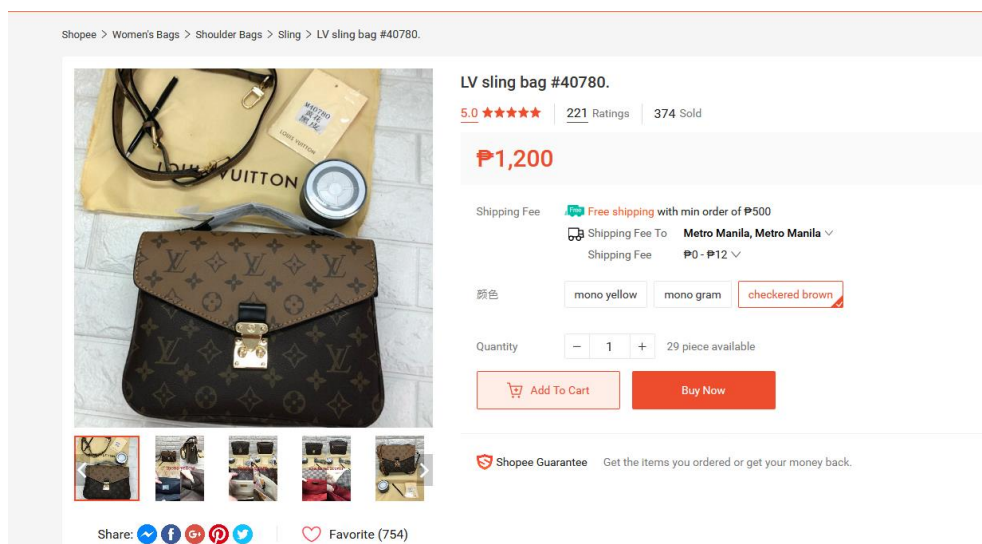 Shopee > Women's Bags > Shoulder Bags > Sling > LV sling bag #40780.
LV sling bag #40780.
5.0 ★★★★★ 221 Ratings 374 Sold
₱1,200
Shipping Fee Free Free shipping with min order of ₱500
Shipping Fee To Metro Manila, Metro Manila
Shipping Fee ₱0 - ₱12
颜色 mono yellow mono gram checkered brown
Quantity − 1 + 29 piece available
Add To Cart Buy Now
Shopee Guarantee Get the items you ordered or get your money back.
M40780
LOUIS VUITTON
LOUIS VUITTON
Share: Favorite (754)